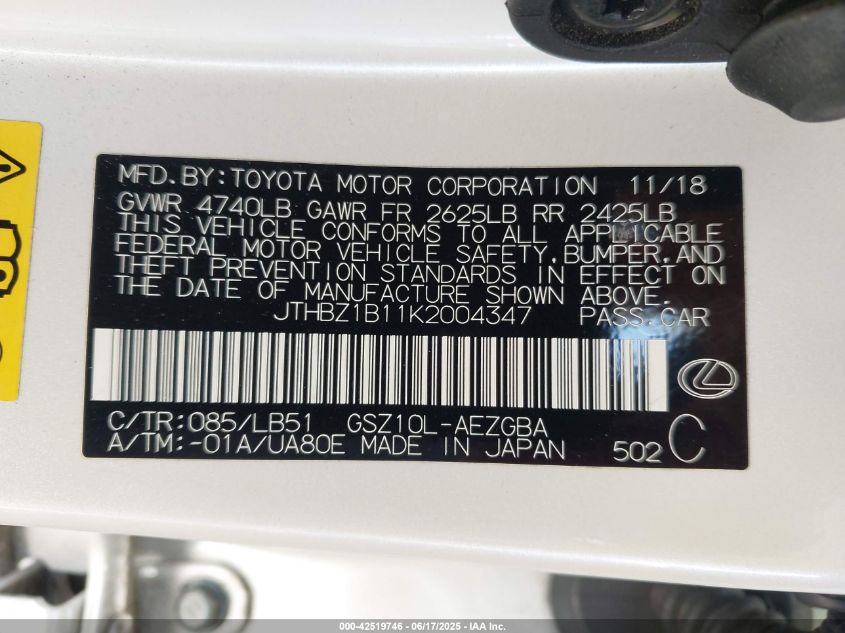 MFD.BY:TOYOTA MOTOR CORPORATION 11/18
GVWR 4740LB GAWR FR 2625LB RR 2425LB
THIS VEHICLE CONFORMS TO ALL APPLICABLE
FEDERAL MOTOR VEHICLE SAFETY,BUMPER,AND
THEFT PREVENTION STANDARDS IN EFFECT ON
THE DATE OF MANUFACTURE SHOWN ABOVE.
JTHBZ1B11K2004347 PASS.CAR
C/TR:085/LB51 GSZ10L-AEZGBA
A/TM:-01A/UA80E MADE IN JAPAN 502 C
000-42519746 - 06/17/2025 - IAA Inc.